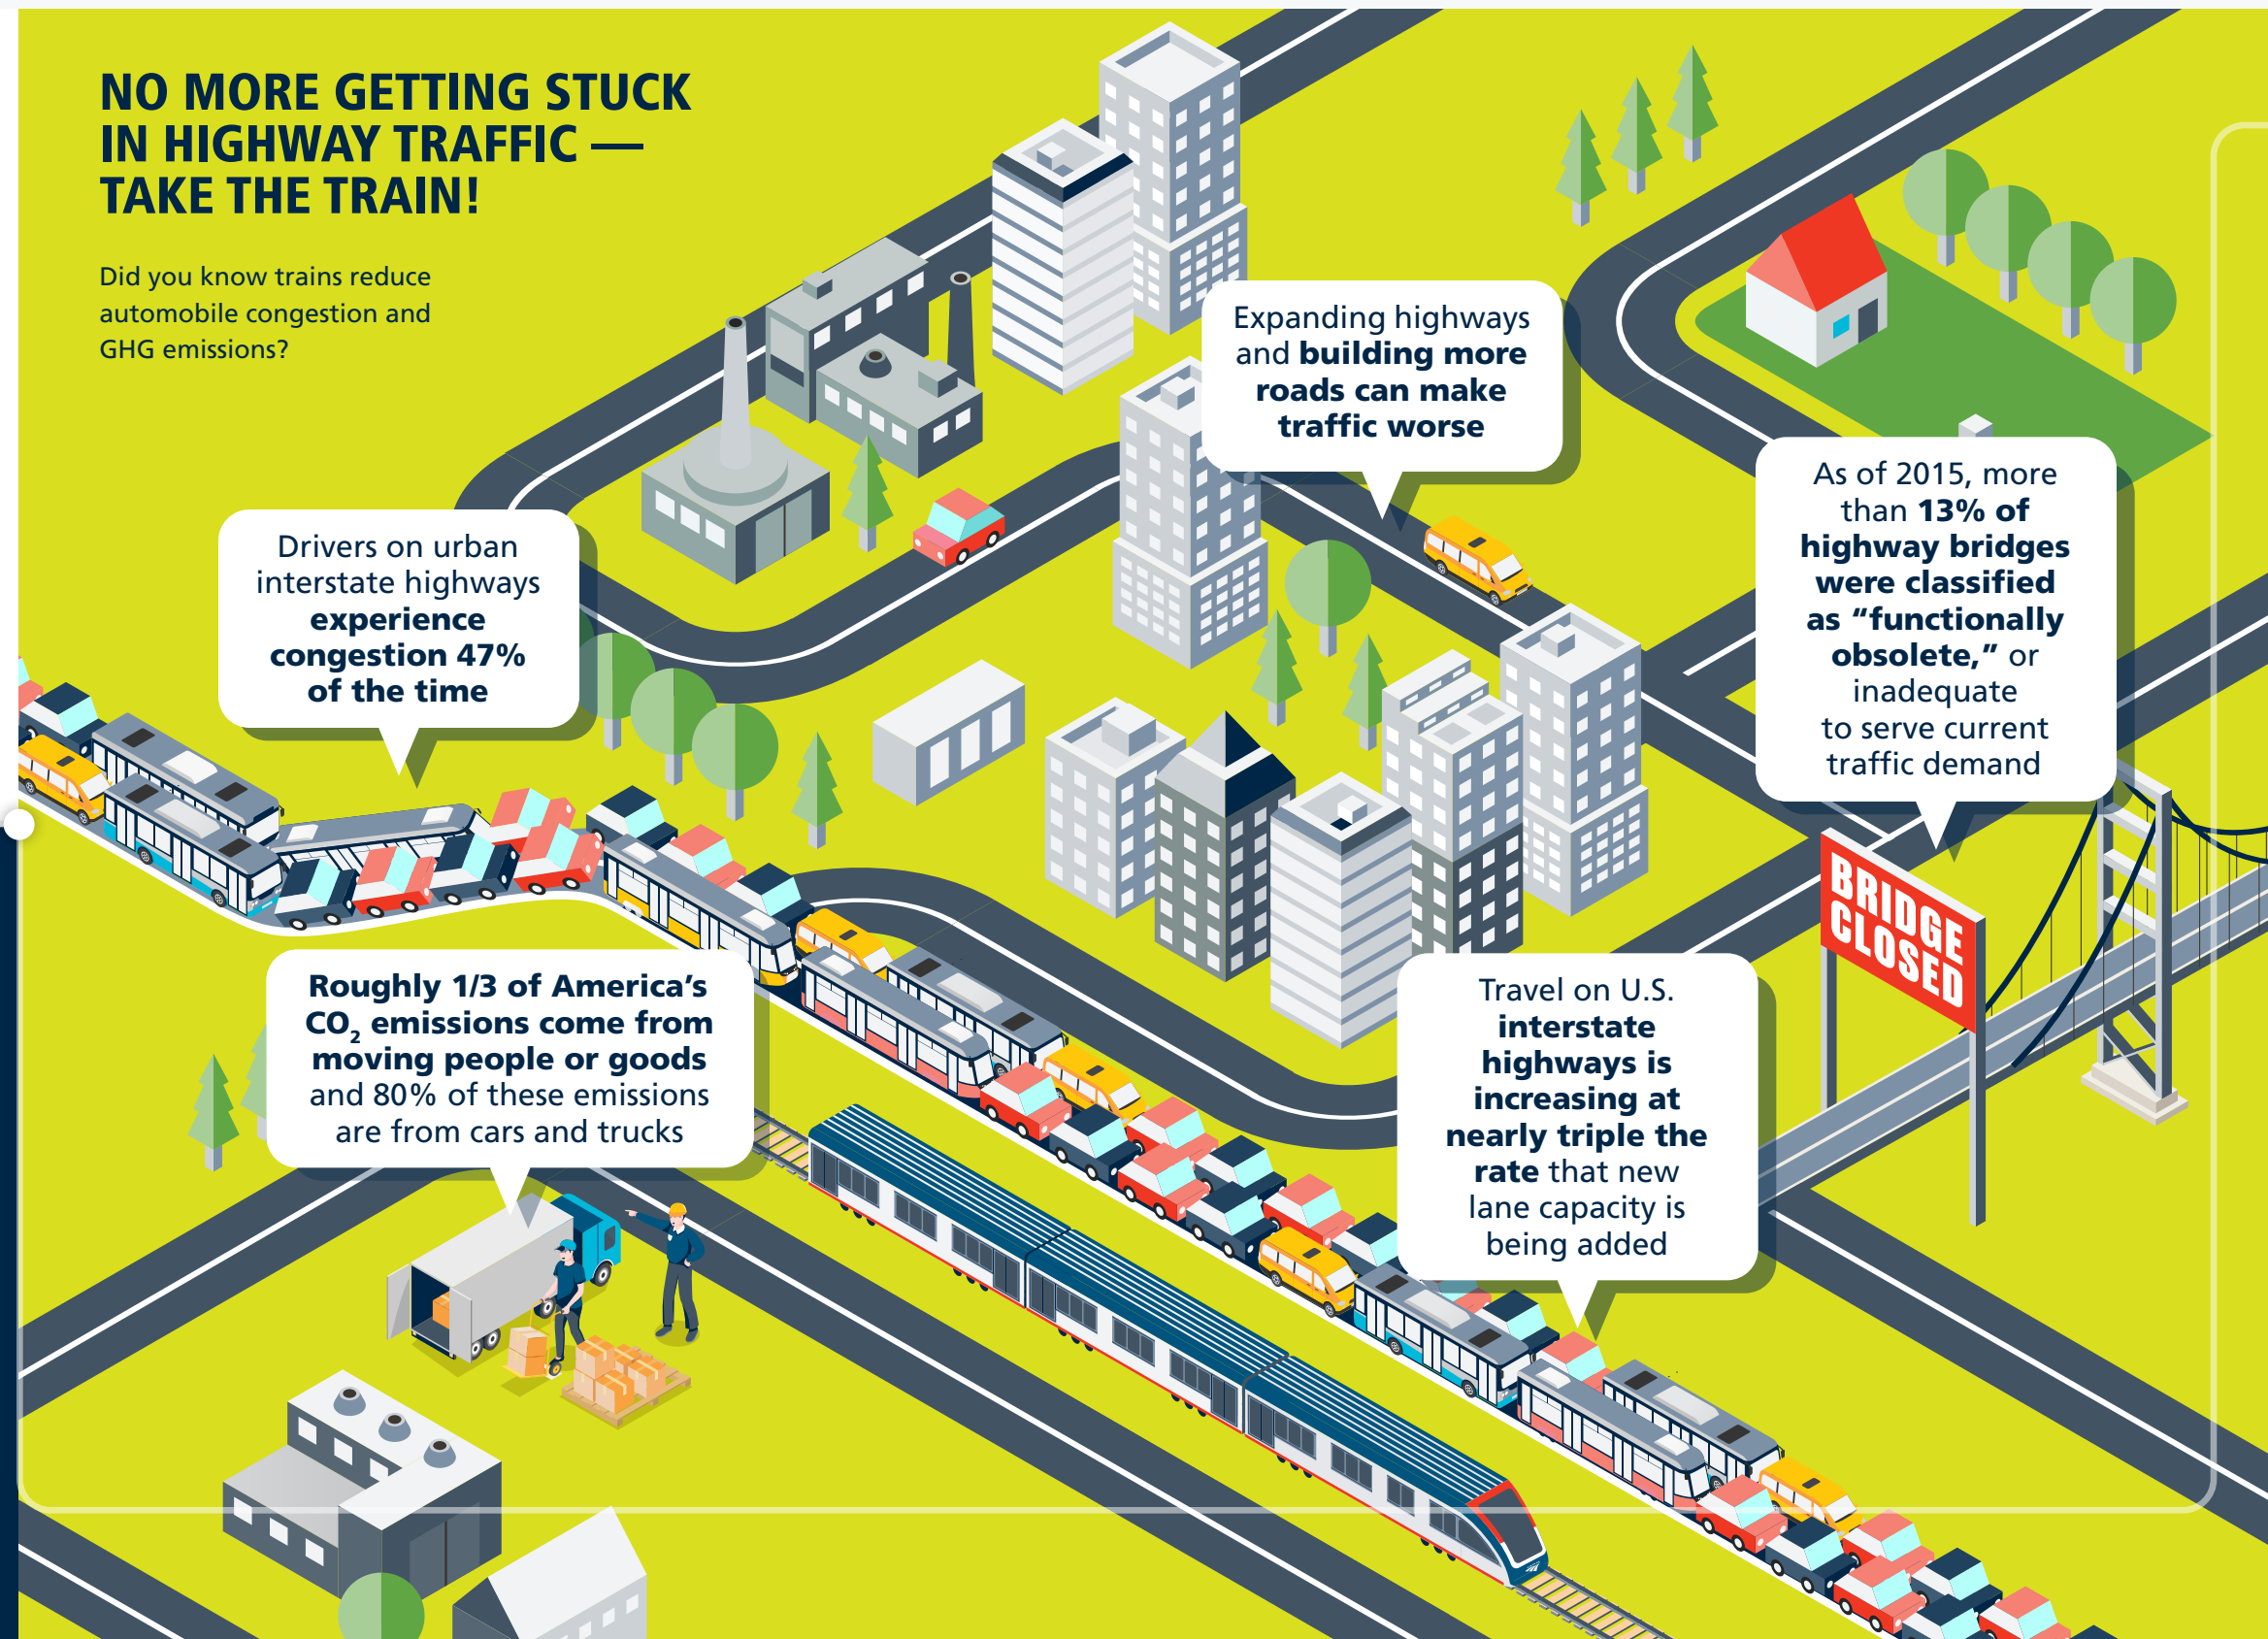 NO MORE GETTING STUCK
IN HIGHWAY TRAFFIC —
TAKE THE TRAIN!
Did you know trains reduce
automobile congestion and
GHG emissions?
Expanding highways
and building more
roads can make
traffic worse
As of 2015, more
than 13% of
highway bridges
were classified
as “functionally
obsolete,” or
inadequate
to serve current
traffic demand
Drivers on urban
interstate highways
experience
congestion 47%
of the time
BRIDGE
CLOSED
Roughly 1/3 of America’s
CO₂ emissions come from
moving people or goods
and 80% of these emissions
are from cars and trucks
Travel on U.S.
interstate
highways is
increasing at
nearly triple the
rate that new
lane capacity is
being added